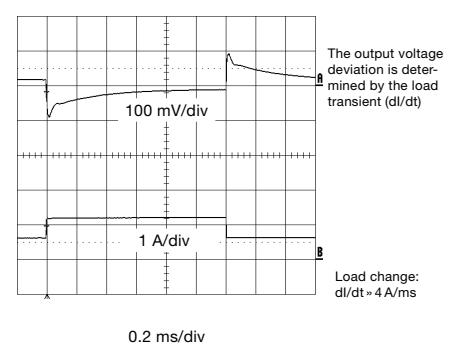 The output voltage
deviation is deter-
mined by the load
transient (dI/dt)
A
100 mV/div
1 A/div
B
Load change:
dI/dt » 4 A/ms
0.2 ms/div